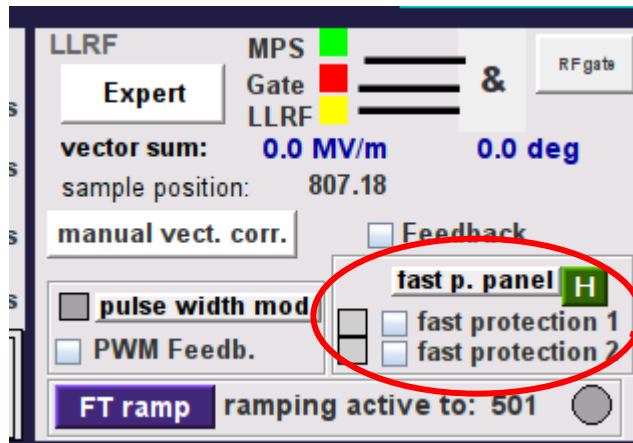 LLRF
MPS
Gate
LLRF
&
RF gate
Expert
vector sum: 0.0 MV/m 0.0 deg
sample position: 807.18
manual vect. corr.
Feedback
fast p. panel H
pulse width mod
fast protection 1
PWM Feedb.
fast protection 2
FT ramp ramping active to: 501